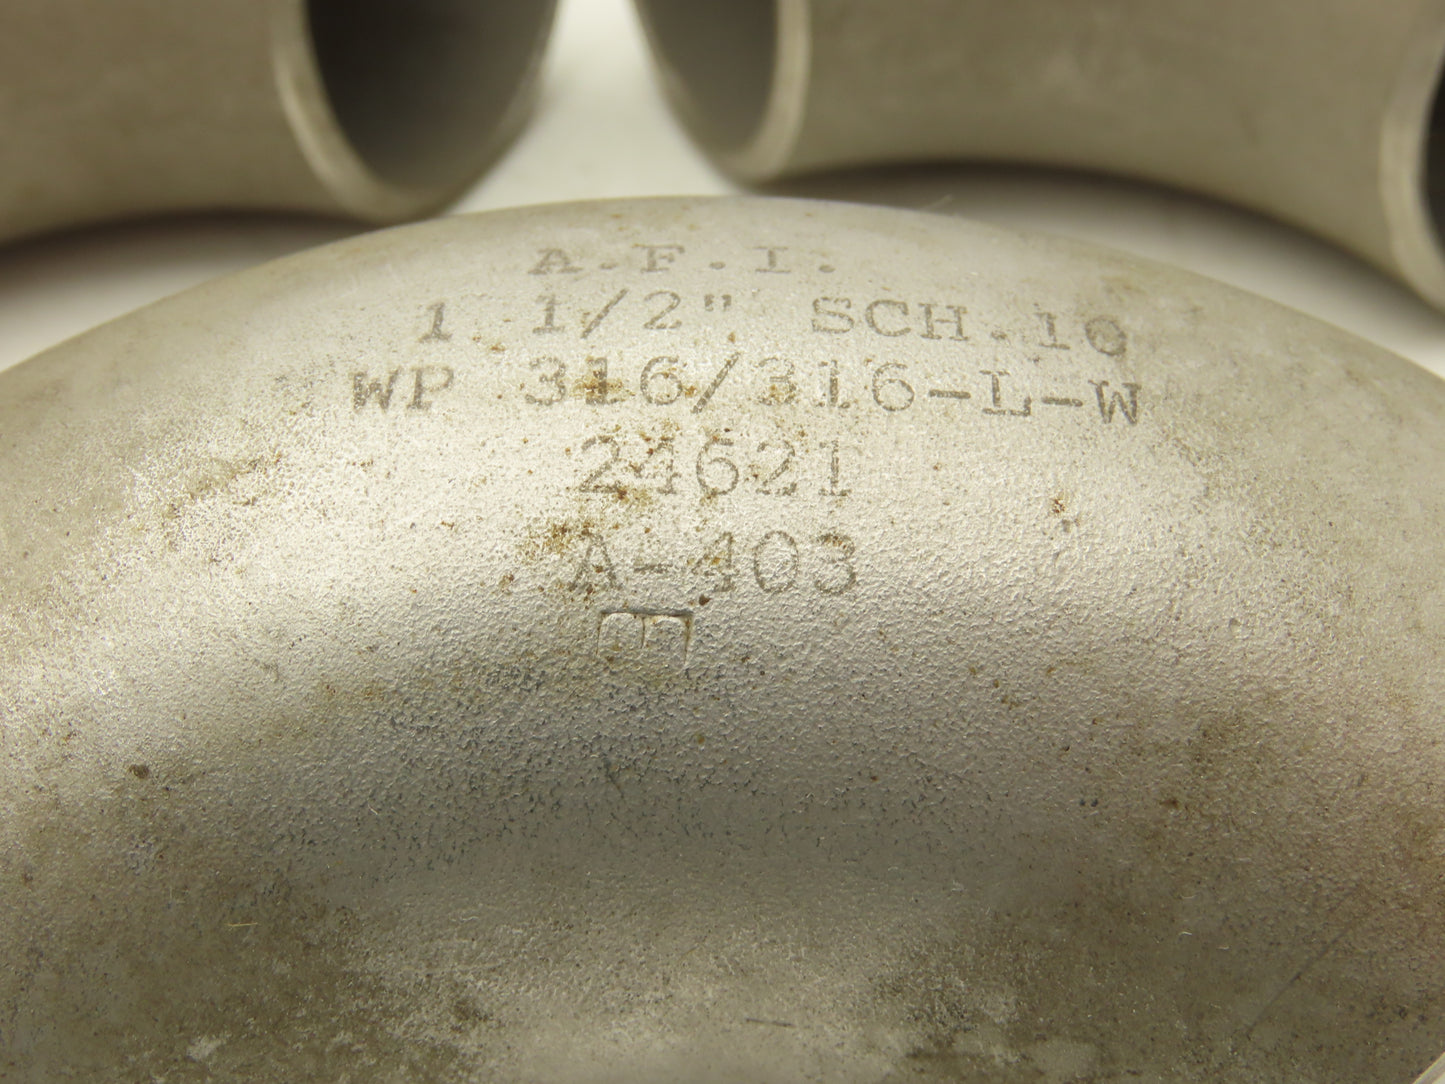 A.F.I.
1 1/2" SCH.10
WP 316/316-L-W
24621
A-403
E